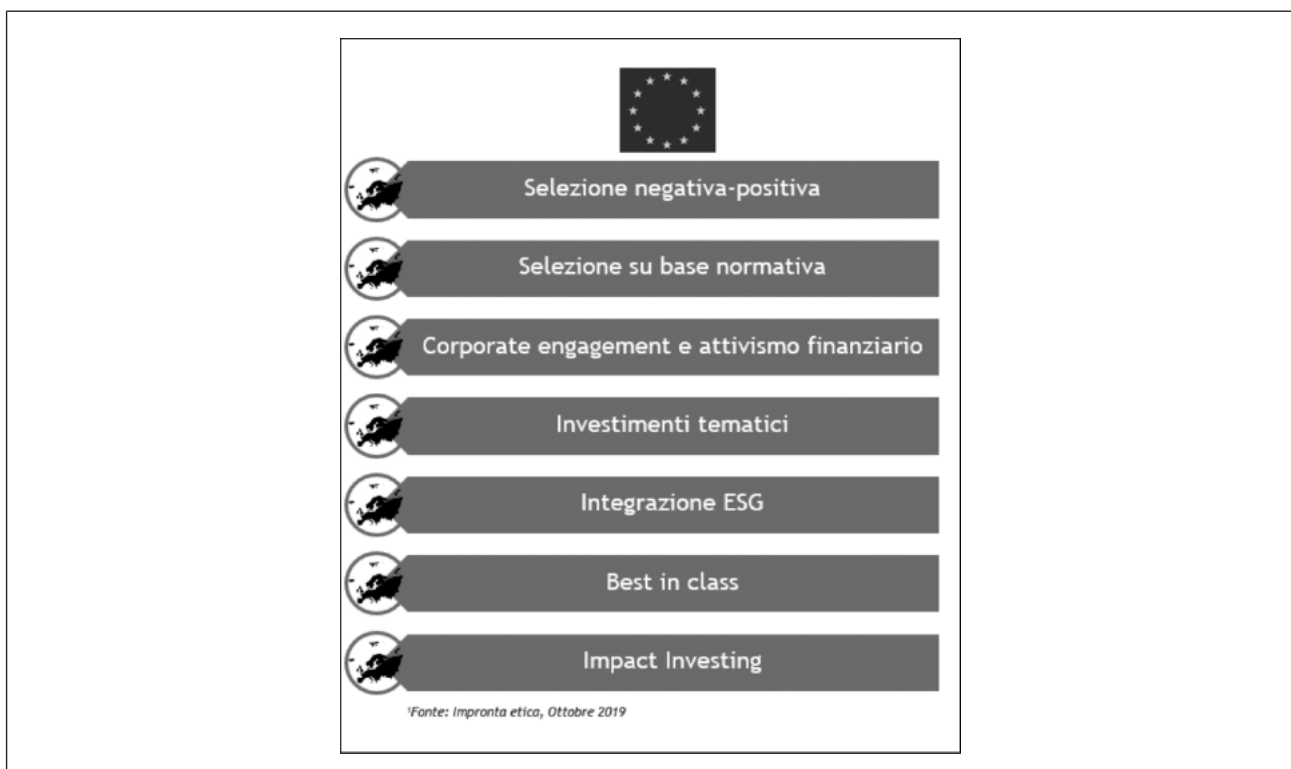 Selezione negativa-positiva
Selezione su base normativa
Corporate engagement e attivismo finanziario
Investimenti tematici
Integrazione ESG
Best in class
Impact Investing
¹Fonte: Impronta etica, Ottobre 2019